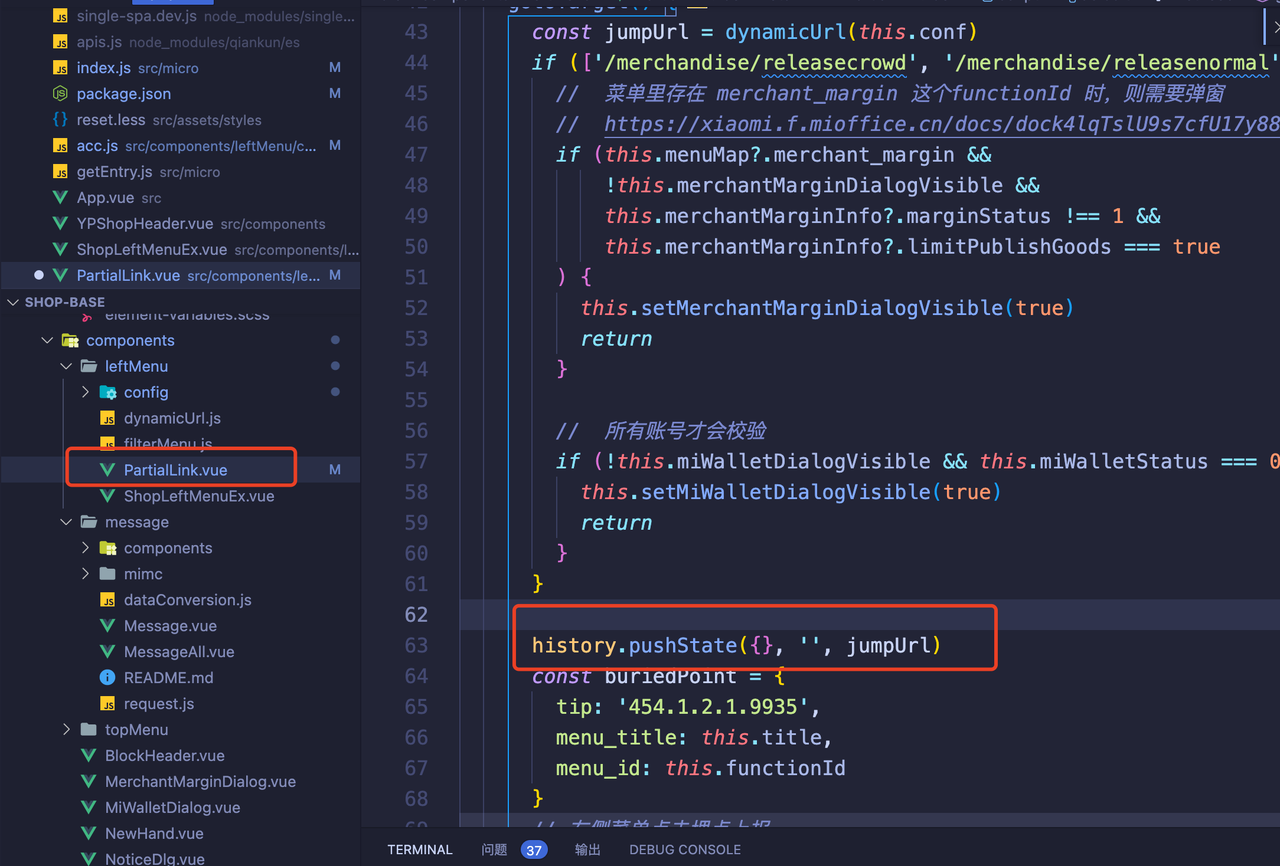 single-spa.dev.js node_modules/single...
apis.js node_modules/qiankun/es
index.js src/micro M
package.json M
reset.less src/assets/styles
acc.js src/components/leftMenu/c... M
getEntry.js src/micro
App.vue src
YPShopHeader.vue src/components
ShopLeftMenuEx.vue src/components/l...
PartialLink.vue src/components/le... M
SHOP-BASE
element-variables.scss
components
leftMenu
config
dynamicUrl.js
filterMenu.js
PartialLink.vue M
ShopLeftMenuEx.vue
message
components
mimc
dataConversion.js
Message.vue
MessageAll.vue
README.md
request.js
topMenu
BlockHeader.vue
MerchantMarginDialog.vue
MiWalletDialog.vue
NewHand.vue
NoticeDlg.vue
43 const jumpUrl = dynamicUrl(this.conf)
44 if (['/merchandise/releasecrowd', '/merchandise/releasenormal'
45 // 菜单里存在 merchant_margin 这个functionId 时，则需要弹窗
46 // https://xiaomi.f.mioffice.cn/docs/dock4lqTslU9s7cfU17y88
47 if (this.menuMap?.merchant_margin &&
48 !this.merchantMarginDialogVisible &&
49 this.merchantMarginInfo?.marginStatus !== 1 &&
50 this.merchantMarginInfo?.limitPublishGoods === true
51 ) {
52 this.setMerchantMarginDialogVisible(true)
53 return
54 }
55
56 // 所有账号才会校验
57 if (!this.miWalletDialogVisible && this.miWalletStatus === 0
58 this.setMiWalletDialogVisible(true)
59 return
60 }
61 }
62
63 history.pushState({}, '', jumpUrl)
64 const buriedPoint = {
65 tip: '454.1.2.1.9935',
66 menu_title: this.title,
67 menu_id: this.functionId
68 }
TERMINAL 问题 37 输出 DEBUG CONSOLE